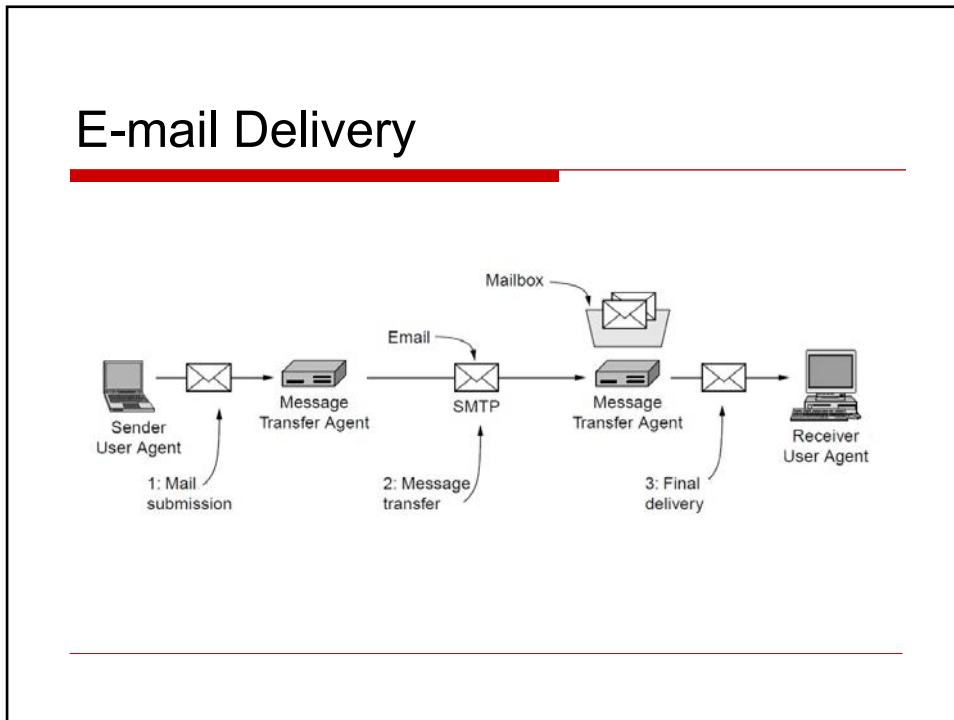 E-mail Delivery
Mailbox
Email
Sender
User Agent
Message
Transfer Agent
SMTP
Message
Transfer Agent
Receiver
User Agent
1: Mail
submission
2: Message
transfer
3: Final
delivery